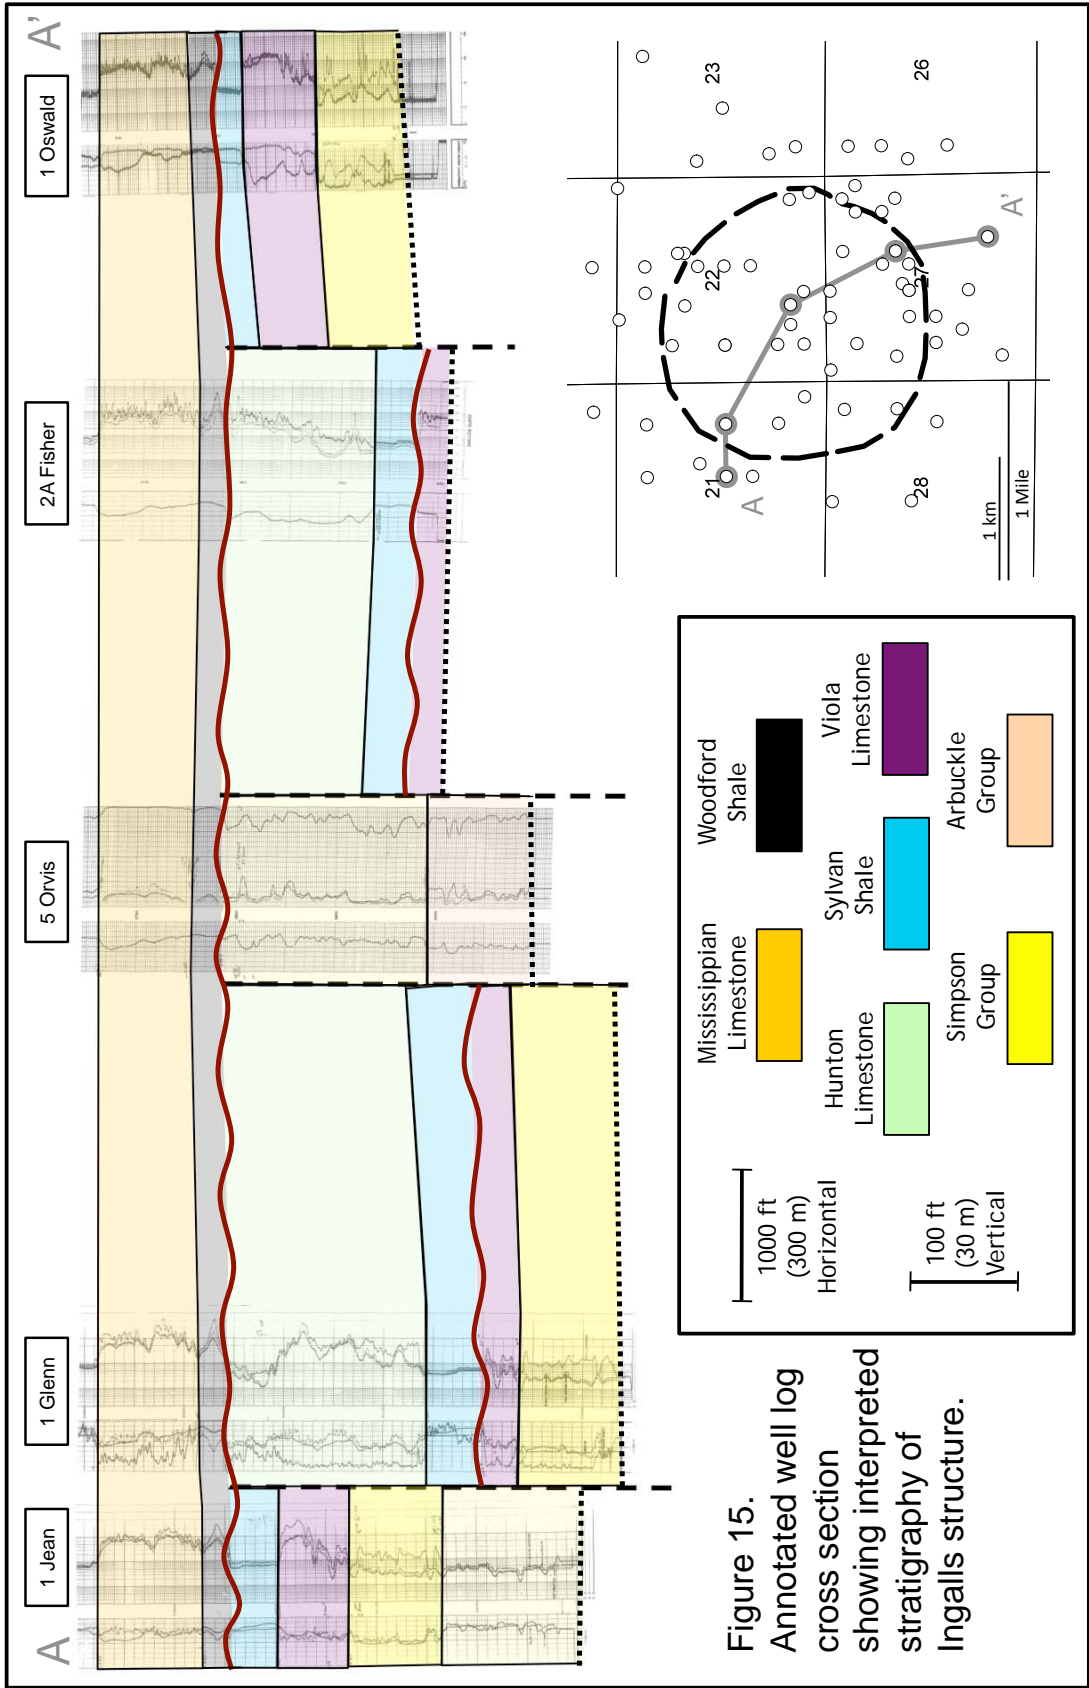 A
1 Jean
1 Glenn
5 Orvis
2A Fisher
1 Oswald
A'
Figure 15.
Annotated well log
cross section
showing interpreted
stratigraphy of
Ingalls structure.
1000 ft
(300 m)
Horizontal
100 ft
(30 m)
Vertical
Mississippian
Limestone
Woodford
Shale
Hunton
Limestone
Sylvan
Shale
Viola
Limestone
Simpson
Group
Arbuckle
Group
21
22
23
28
27
26
A
A'
1 km
1 Mile